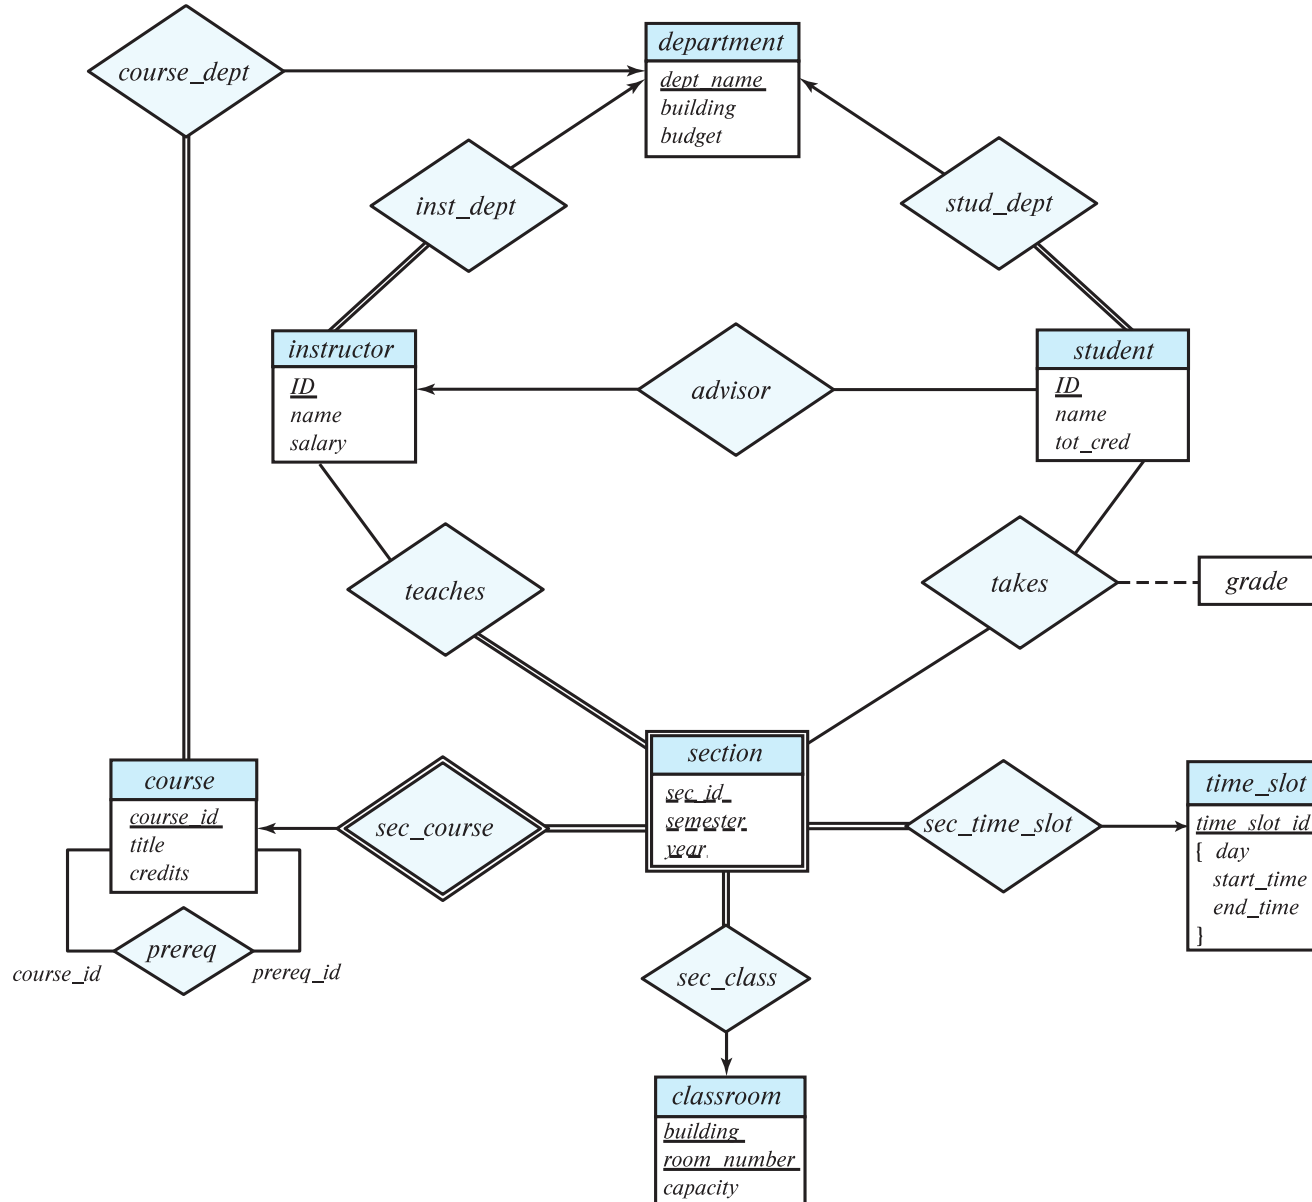 department
course_dept
dept_name
building
budget
inst_dept
stud_dept
instructor
ID
name
salary
advisor
student
ID
name
tot_cred
teaches
takes
grade
section
sec_id
semester
year
course
course_id
title
credits
sec_course
sec_time_slot
time_slot
time_slot_id
{ day
start_time
end_time
}
prereq
course_id
prereq_id
sec_class
classroom
building
room_number
capacity